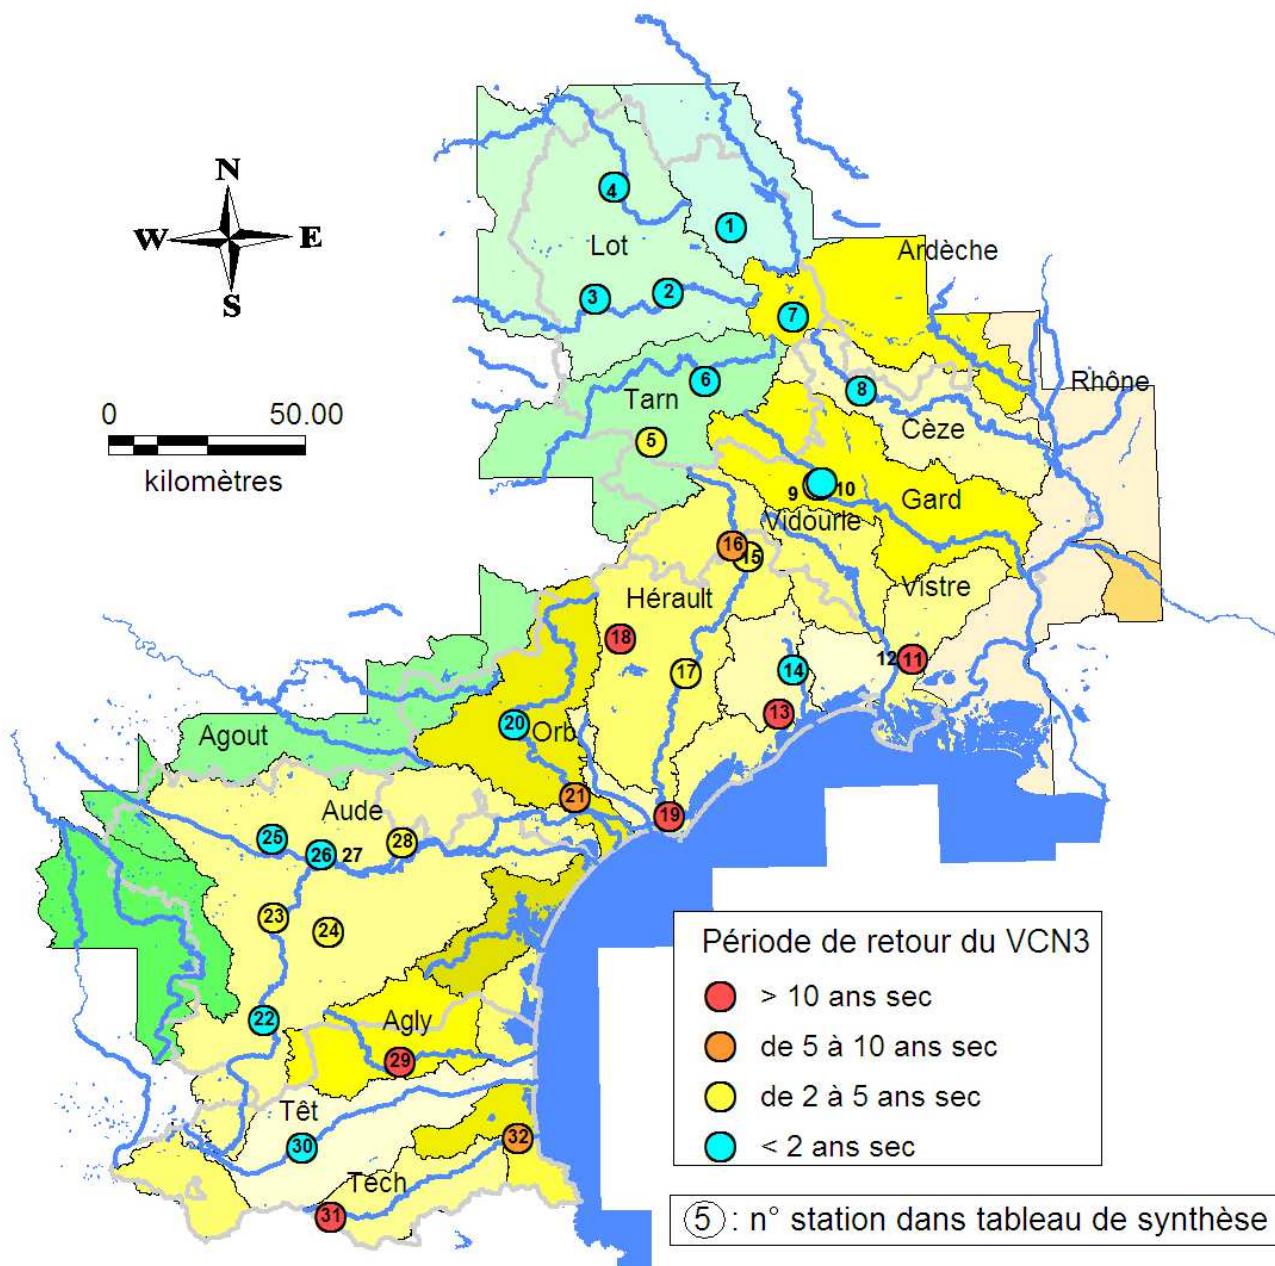 N
W E
S
0 50.00
kilomètres
4
1
Lot
Ardèche
3
2
7
Rhône
6
8
Tarn
Cèze
5
9
10
Gard
Vidourle
16
15
Vistre
Hérault
18
12
11
17
14
13
20
Orb
Agout
21
19
Aude
25
26
27
28
23
24
22
Agly
29
Têt
30
32
Tech
31
Période de retour du VCN3
> 10 ans sec
de 5 à 10 ans sec
de 2 à 5 ans sec
< 2 ans sec
5 : n° station dans tableau de synthèse